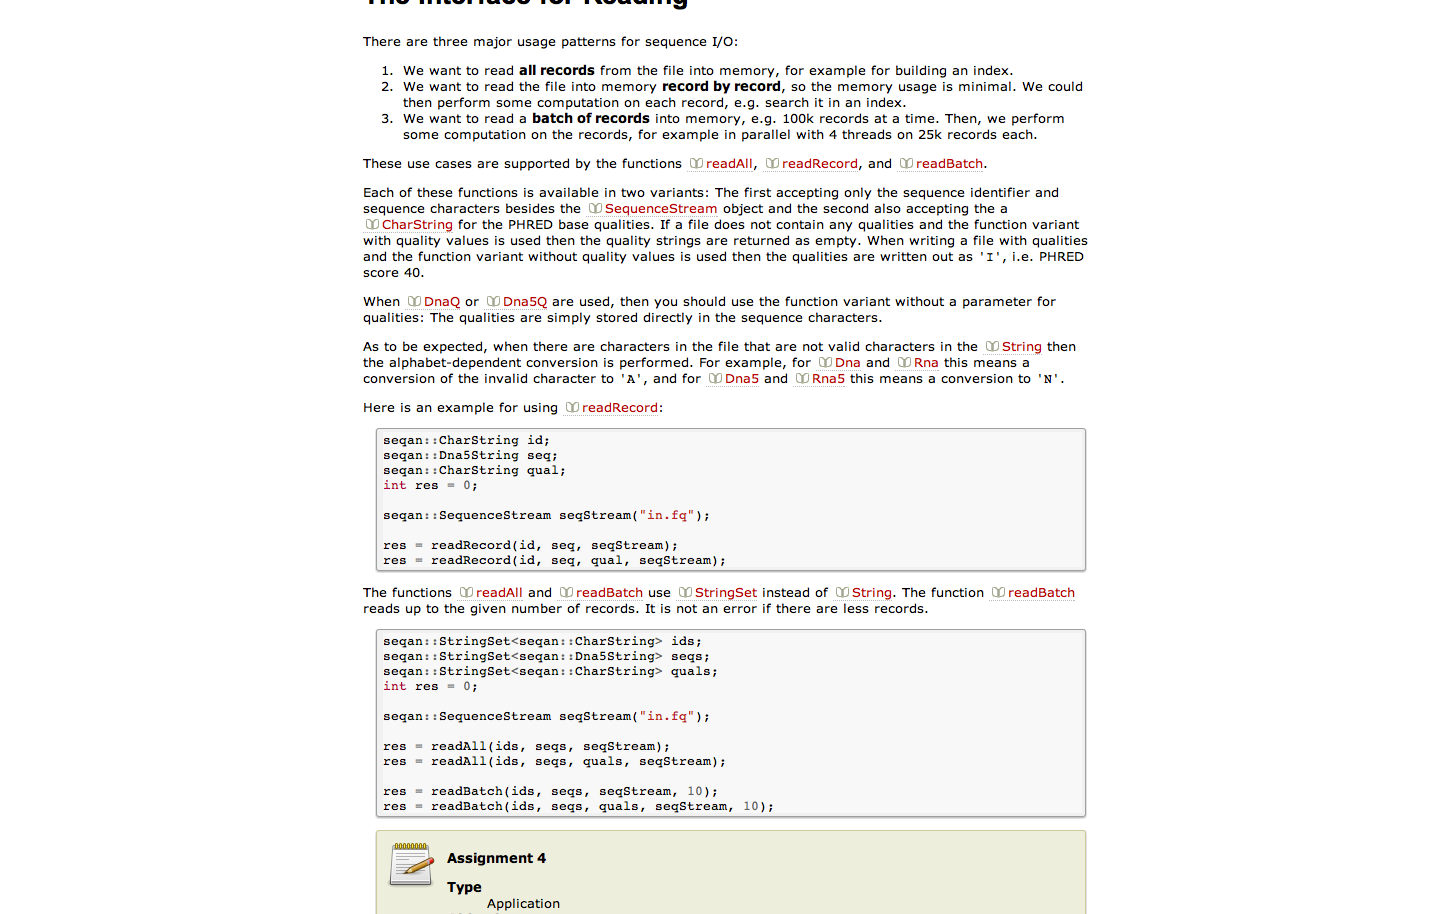 The Interface for Reading
There are three major usage patterns for sequence I/O:
1. We want to read all records from the file into memory, for example for building an index.
2. We want to read the file into memory record by record, so the memory usage is minimal. We could
then perform some computation on each record, e.g. search it in an index.
3. We want to read a batch of records into memory, e.g. 100k records at a time. Then, we perform
some computation on the records, for example in parallel with 4 threads on 25k records each.
These use cases are supported by the functions readAll, readRecord, and readBatch.
Each of these functions is available in two variants: The first accepting only the sequence identifier and
sequence characters besides the SequenceStream object and the second also accepting the a
CharString for the PHRED base qualities. If a file does not contain any qualities and the function variant
with quality values is used then the quality strings are returned as empty. When writing a file with qualities
and the function variant without quality values is used then the qualities are written out as 'I', i.e. PHRED
score 40.
When DnaQ or Dna5Q are used, then you should use the function variant without a parameter for
qualities: The qualities are simply stored directly in the sequence characters.
As to be expected, when there are characters in the file that are not valid characters in the String then
the alphabet-dependent conversion is performed. For example, for Dna and Rna this means a
conversion of the invalid character to 'A', and for Dna5 and Rna5 this means a conversion to 'N'.
Here is an example for using readRecord:
seqan::CharString id;
seqan::Dna5String seq;
seqan::CharString qual;
int res = 0;
seqan::SequenceStream seqStream("in.fq");
res = readRecord(id, seq, seqStream);
res = readRecord(id, seq, qual, seqStream);
The functions readAll and readBatch use StringSet instead of String. The function readBatch
reads up to the given number of records. It is not an error if there are less records.
seqan::StringSet<seqan::CharString> ids;
seqan::StringSet<seqan::Dna5String> seqs;
seqan::StringSet<seqan::CharString> quals;
int res = 0;
seqan::SequenceStream seqStream("in.fq");
res = readAll(ids, seqs, seqStream);
res = readAll(ids, seqs, quals, seqStream);
res = readBatch(ids, seqs, seqStream, 10);
res = readBatch(ids, seqs, quals, seqStream, 10);
Assignment 4
Type
Application